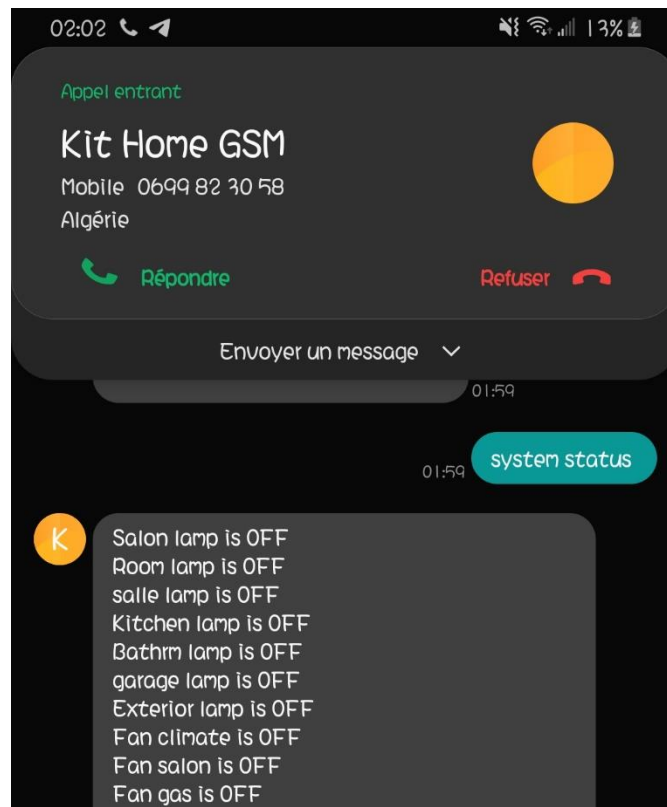 02:02 13%
Appel entrant
Kit Home GSM
Mobile 0699 82 30 58
Algérie
Répondre Refuser
Envoyer un message
01:59
system status
01:59
K
Salon lamp is OFF
Room lamp is OFF
salle lamp is OFF
Kitchen lamp is OFF
Bathrm lamp is OFF
garage lamp is OFF
Exterior lamp is OFF
Fan climate is OFF
Fan salon is OFF
Fan gas is OFF